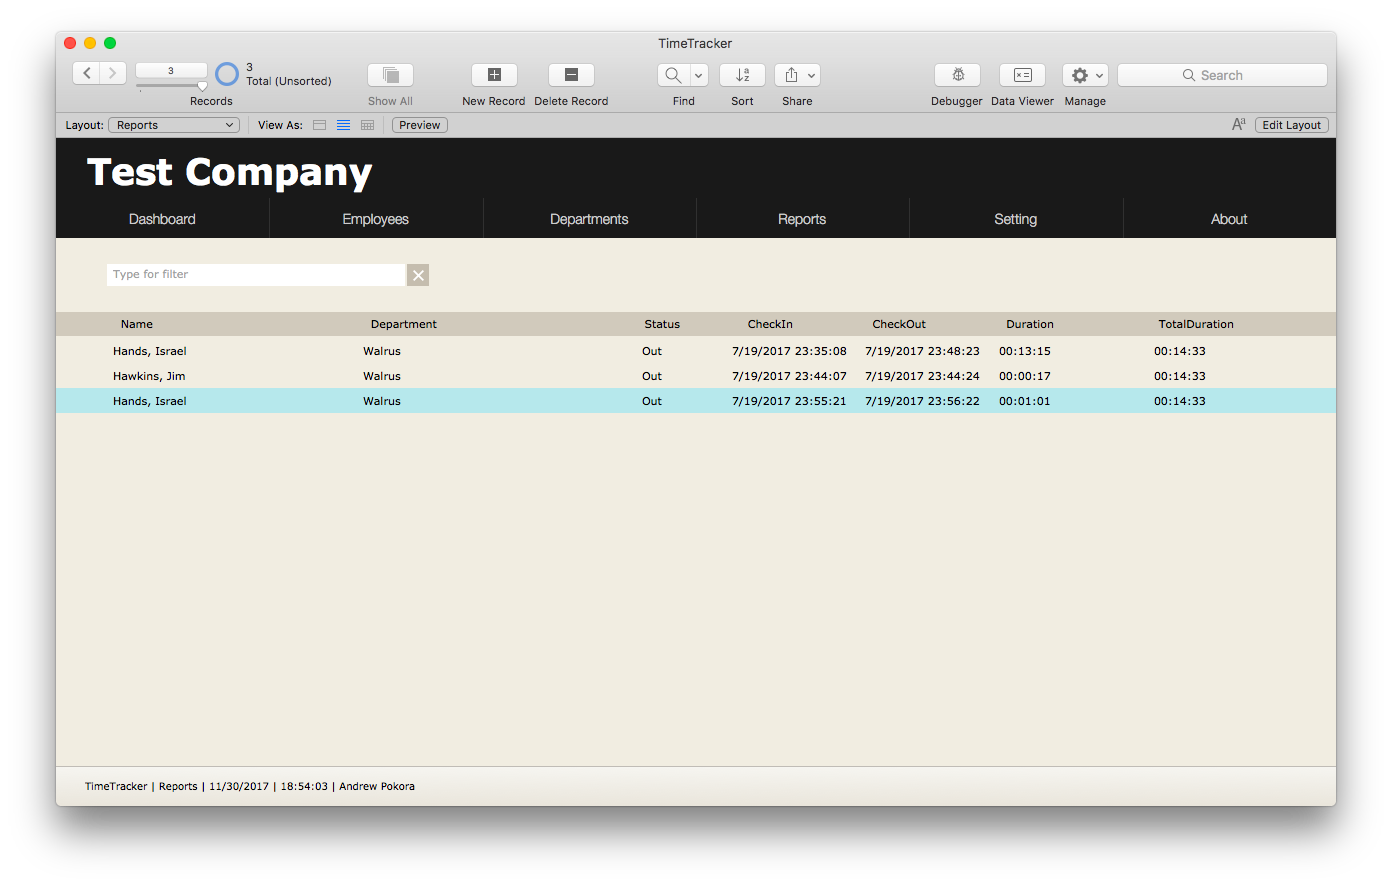 TimeTracker
3
3
Total (Unsorted)
Records
Show All
New Record
Delete Record
Find
Sort
Share
Debugger
Data Viewer
Manage
Search
Layout: Reports View As: Preview Aa Edit Layout
Test Company
Dashboard Employees Departments Reports Setting About
Type for filter
Name Department Status CheckIn CheckOut Duration TotalDuration
Hands, Israel Walrus Out 7/19/2017 23:35:08 7/19/2017 23:48:23 00:13:15 00:14:33
Hawkins, Jim Walrus Out 7/19/2017 23:44:07 7/19/2017 23:44:24 00:00:17 00:14:33
Hands, Israel Walrus Out 7/19/2017 23:55:21 7/19/2017 23:56:22 00:01:01 00:14:33
TimeTracker | Reports | 11/30/2017 | 18:54:03 | Andrew Pokora